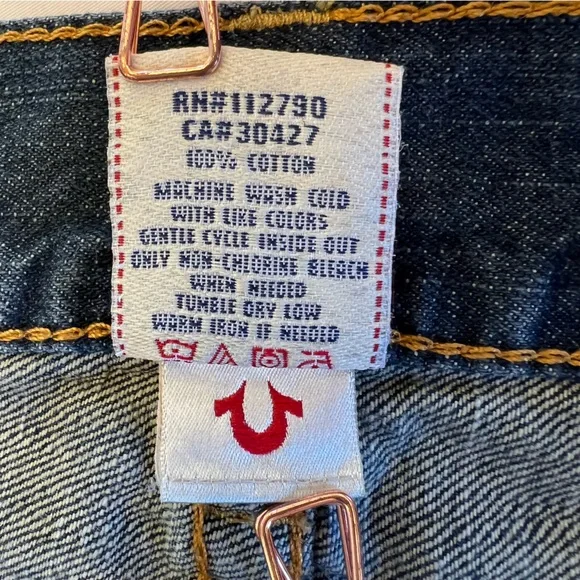 RN#112790
CA#30427
100% COTTON
MACHINE WASH COLD
WITH LIKE COLORS
GENTLE CYCLE INSIDE OUT
ONLY NON-CHLORINE BLEACH
WHEN NEEDED
TUMBLE DRY LOW
WARM IRON IF NEEDED